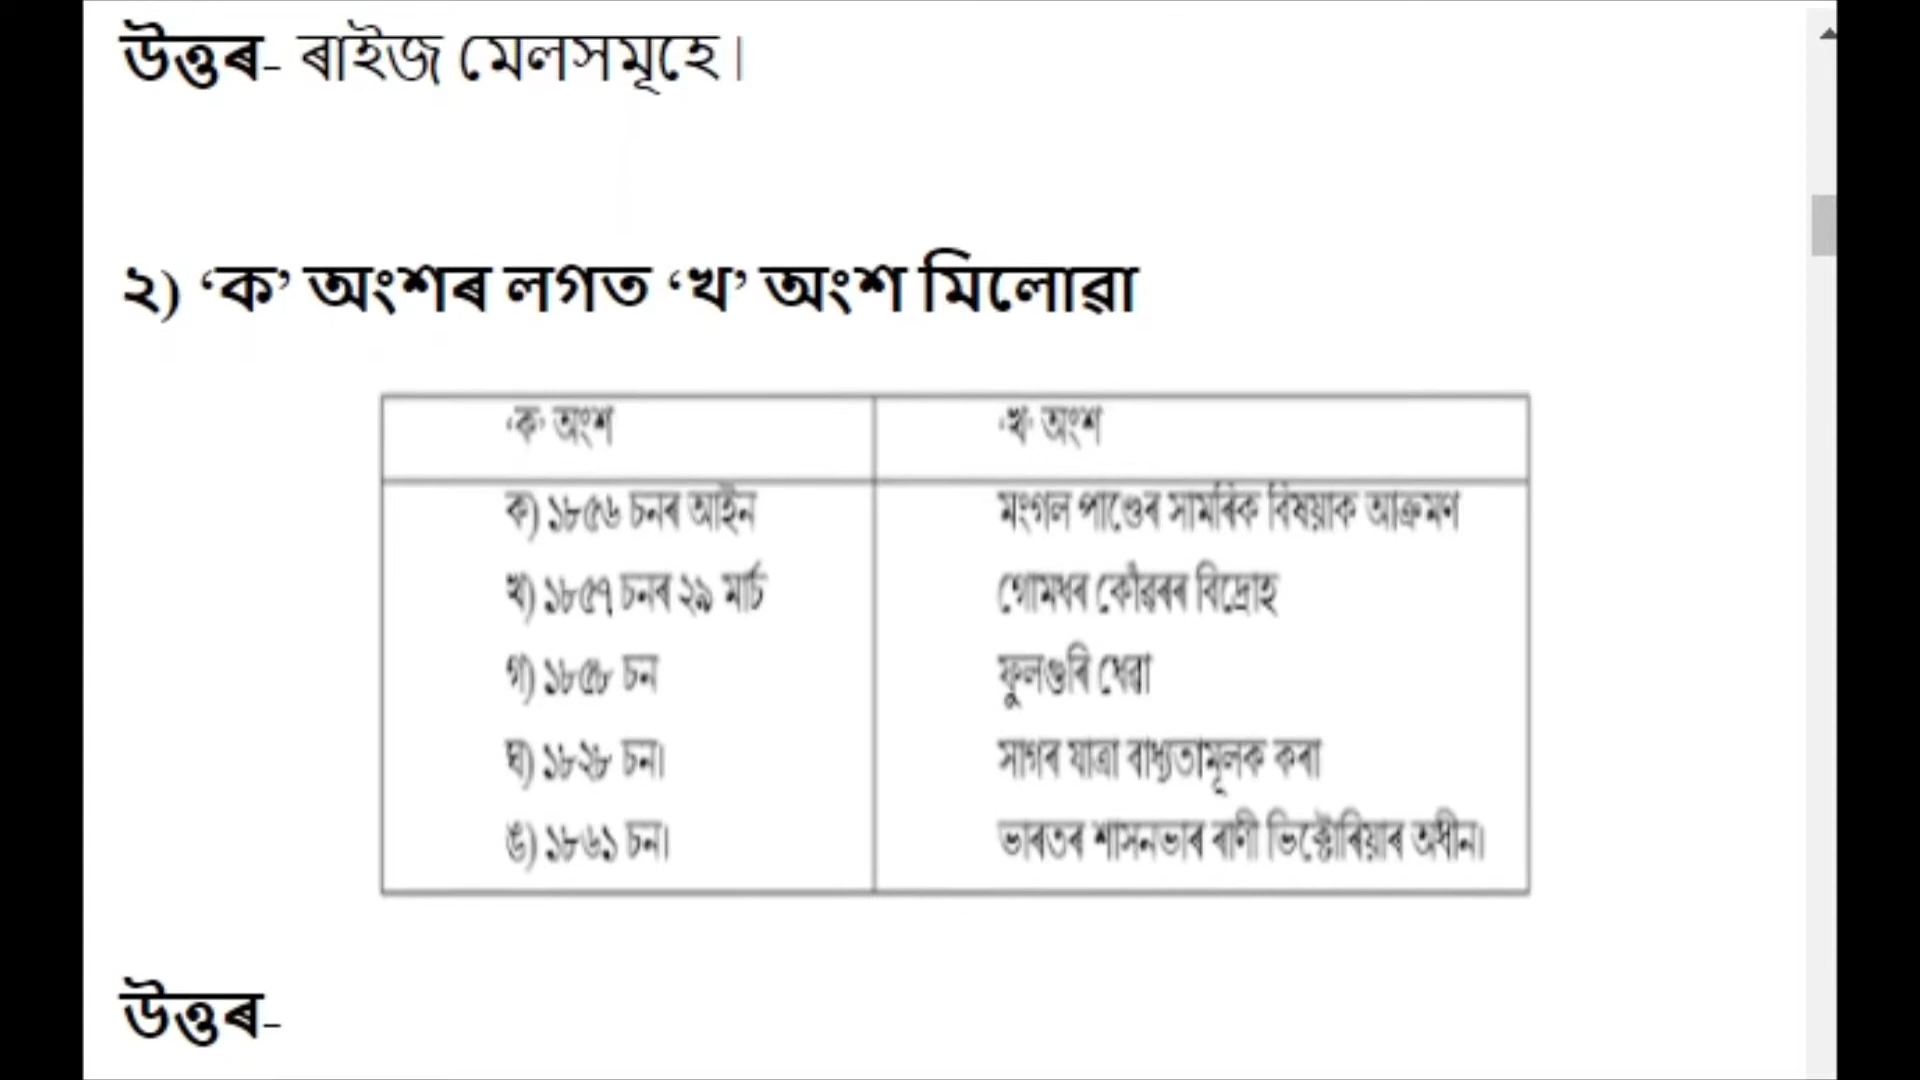 উত্তৰ- ৰাইজ মেলসমূহে।
২) ‘ক’ অংশৰ লগত ‘খ’ অংশ মিলোৱা
‘ক’ অংশ ‘খ’ অংশ
ক) ১৮৫৬ চনৰ আইন মংগল পাণ্ডেৰ সামৰিক বিষয়াক আক্ৰমণ
খ) ১৮৫৭ চনৰ ২৯ মাৰ্চ গোমধৰ কোঁৱৰৰ বিদ্ৰোহ
গ) ১৮৫৮ চন ফুলগুৰি ধেৱা
ঘ) ১৮২৮ চন। সাগৰ যাত্ৰা বাধ্যতামূলক কৰা
ঙ) ১৮৬১ চন। ভাৰতৰ শাসনভাৰ ৰাণী ভিক্টোৰিয়াৰ অধীন।
উত্তৰ-